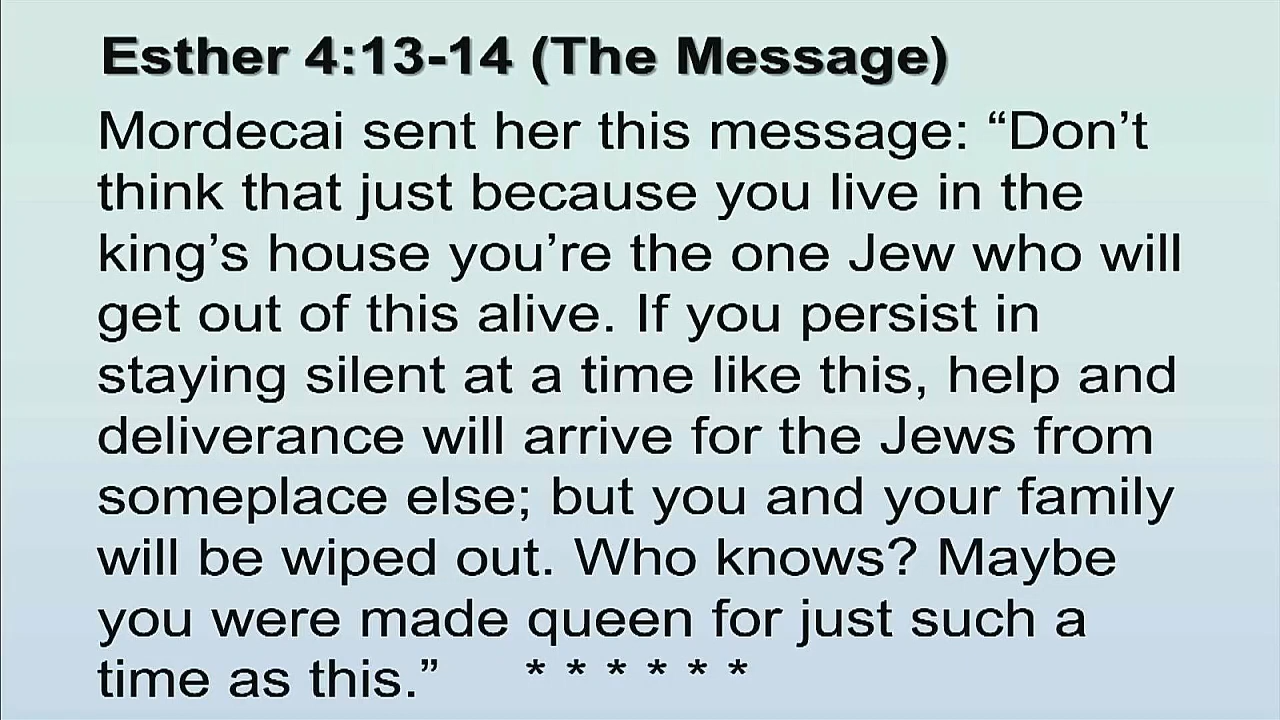 Esther 4:13-14 (The Message)
Mordecai sent her this message: “Don’t
think that just because you live in the
king’s house you’re the one Jew who will
get out of this alive. If you persist in
staying silent at a time like this, help and
deliverance will arrive for the Jews from
someplace else; but you and your family
will be wiped out. Who knows? Maybe
you were made queen for just such a
time as this.” * * * * * *